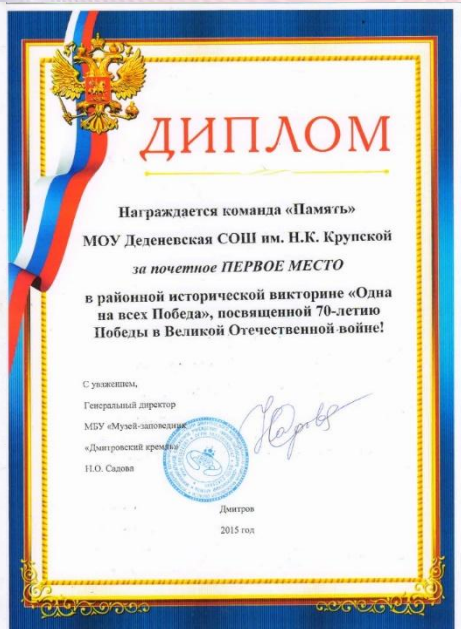 ДИПЛОМ
Награждается команда «Память»
МОУ Деденевская СОШ им. Н.К. Крупской
за почетное ПЕРВОЕ МЕСТО
в районной исторической викторине «Одна
на всех Победа», посвященной 70-летию
Победы в Великой Отечественной войне!
С уважением,
Генеральный директор
МБУ «Музей-заповедник
«Дмитровский кремль»
Н.О. Садова
Дмитров
2015 год